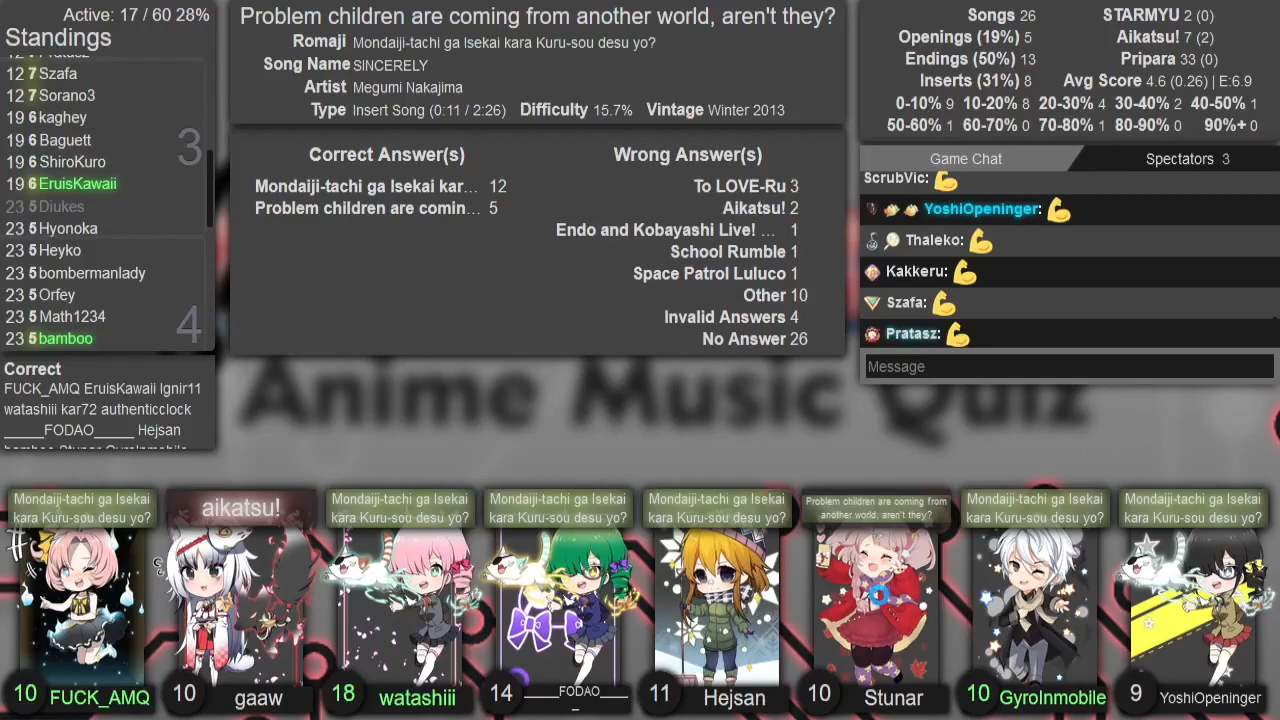 Active: 17 / 60 28%
Standings
12 7 Pratasz
12 7 Szafa
12 7 Sorano3
19 6 kaghey
19 6 Baguett
3
19 6 ShiroKuro
19 6 EruisKawaii
23 5 Diukes
23 5 Hyonoka
23 5 Heyko
23 5 bombermanlady
23 5 Orfey
23 5 Math1234
4
23 5 bamboo
Correct
FUCK_AMQ EruisKawaii Ignir11
watashiii kar72 authenticclock
_____FODAO_____ Hejsan
bamboo Stunar GyroInmobile
Problem children are coming from another world, aren't they?
Romaji Mondaiji-tachi ga Isekai kara Kuru-sou desu yo?
Song Name SINCERELY
Artist Megumi Nakajima
Type Insert Song (0:11 / 2:26) Difficulty 15.7% Vintage Winter 2013
Correct Answer(s)
Mondaiji-tachi ga Isekai kar... 12
Problem children are comin... 5
Wrong Answer(s)
To LOVE-Ru 3
Aikatsu! 2
Endo and Kobayashi Live! ... 1
School Rumble 1
Space Patrol Luluco 1
Other 10
Invalid Answers 4
No Answer 26
Songs 26 STARMYU 2 (0)
Openings (19%) 5 Aikatsu! 7 (2)
Endings (50%) 13 Pripara 33 (0)
Inserts (31%) 8 Avg Score 4.6 (0.26) | E:6.9
0-10% 9 10-20% 8 20-30% 4 30-40% 2 40-50% 1
50-60% 1 60-70% 0 70-80% 1 80-90% 0 90%+ 0
Game Chat Spectators 3
ScrubVic: 💪
YoshiOpeninger: 💪
Thaleko: 💪
Kakkeru: 💪
Szafa: 💪
Pratasz: 💪
Message
Anime Music Quiz
Mondaiji-tachi ga Isekai
kara Kuru-sou desu yo?
aikatsu!
Mondaiji-tachi ga Isekai
kara Kuru-sou desu yo?
Mondaiji-tachi ga Isekai
kara Kuru-sou desu yo?
Mondaiji-tachi ga Isekai
kara Kuru-sou desu yo?
Problem children are coming from
another world, aren't they?
Mondaiji-tachi ga Isekai
kara Kuru-sou desu yo?
Mondaiji-tachi ga Isekai
kara Kuru-sou desu yo?
10 FUCK_AMQ
10 gaaw
18 watashiii
14 _____FODAO____
_
11 Hejsan
10 Stunar
10 GyroInmobile
9 YoshiOpeninger